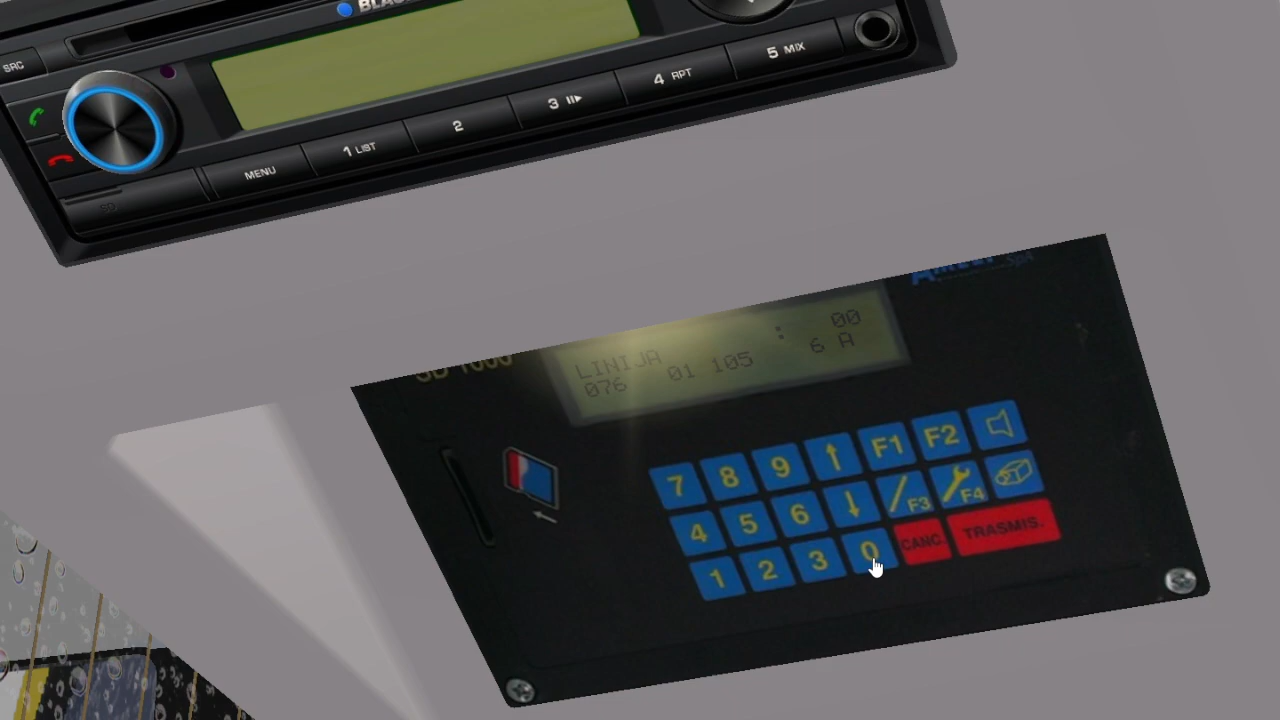 SRC
MENU
1 LIST
2
3
4 RPT
5 MIX
SD
: 00
LINIJA
076 01 105 6 A
7 8 9 F1 F2
4 5 6 F3 F4
1 2 3 0 CANC. TRASMIS.